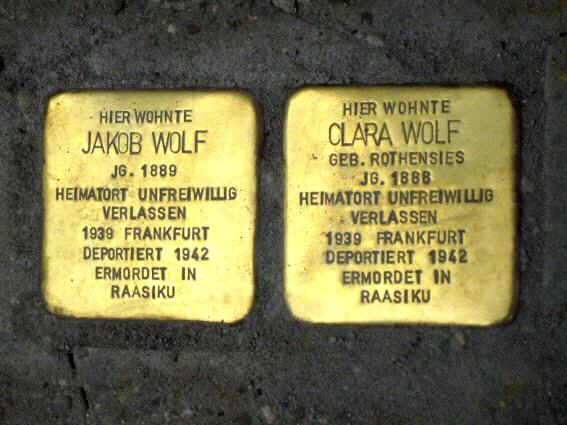 HIER WOHNTE
JAKOB WOLF
JG. 1889
HEIMATORT UNFREIWILLIG
VERLASSEN
1939 FRANKFURT
DEPORTIERT 1942
ERMORDET IN
RAASIKU
HIER WOHNTE
CLARA WOLF
GEB. ROTHENSIES
JG. 1888
HEIMATORT UNFREIWILLIG
VERLASSEN
1939 FRANKFURT
DEPORTIERT 1942
ERMORDET IN
RAASIKU